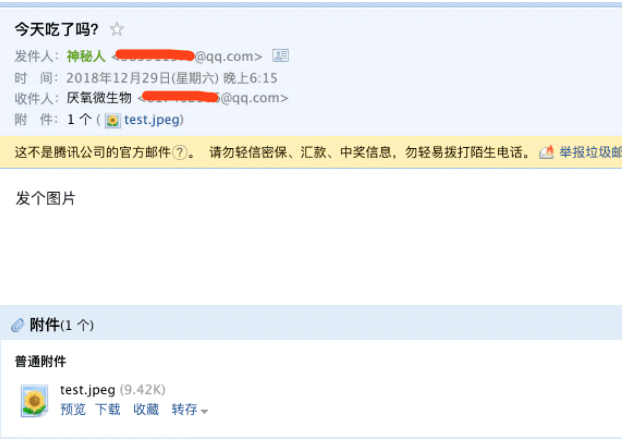 今天吃了吗?
发件人：神秘人 <@qq.com>
时 间：2018年12月29日(星期六) 晚上6:15
收件人：厌氧微生物 <@qq.com>
附 件：1 个 ( test.jpeg)
这不是腾讯公司的官方邮件?。 请勿轻信密保、汇款、中奖信息，勿轻易拨打陌生电话。 举报垃圾邮
发个图片
附件(1 个)
普通附件
test.jpeg (9.42K)
预览 下载 收藏 转存